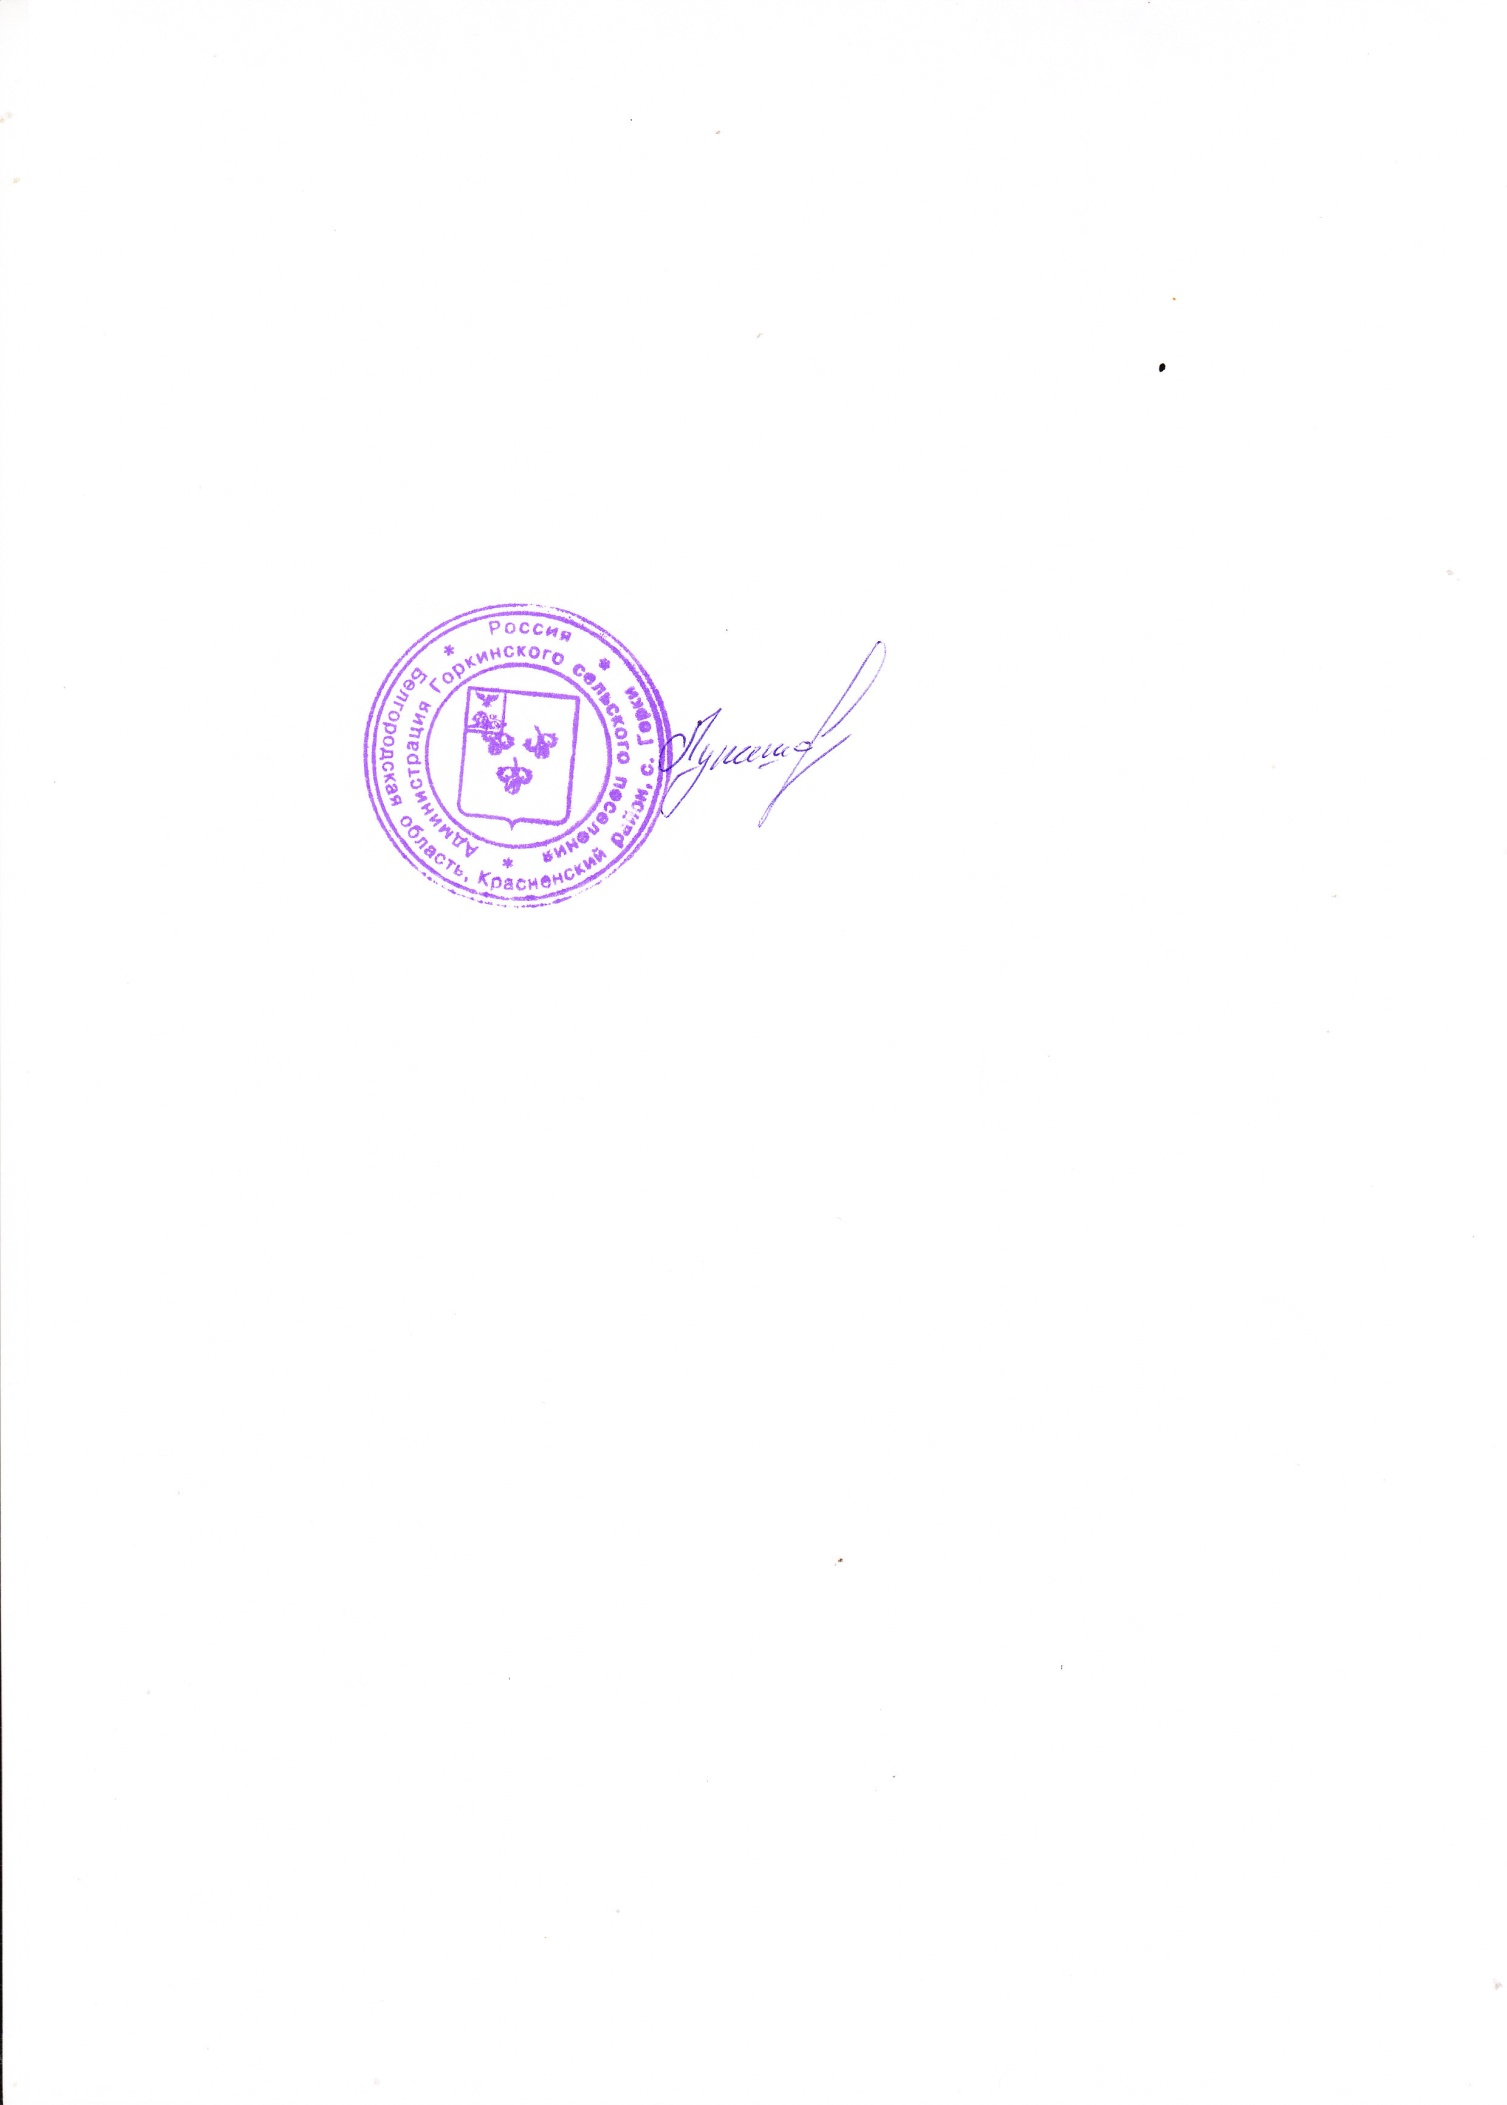 Россия
* Белгородская область, Красненский район, с. Горки *
Администрация Горкинского сельского поселения *